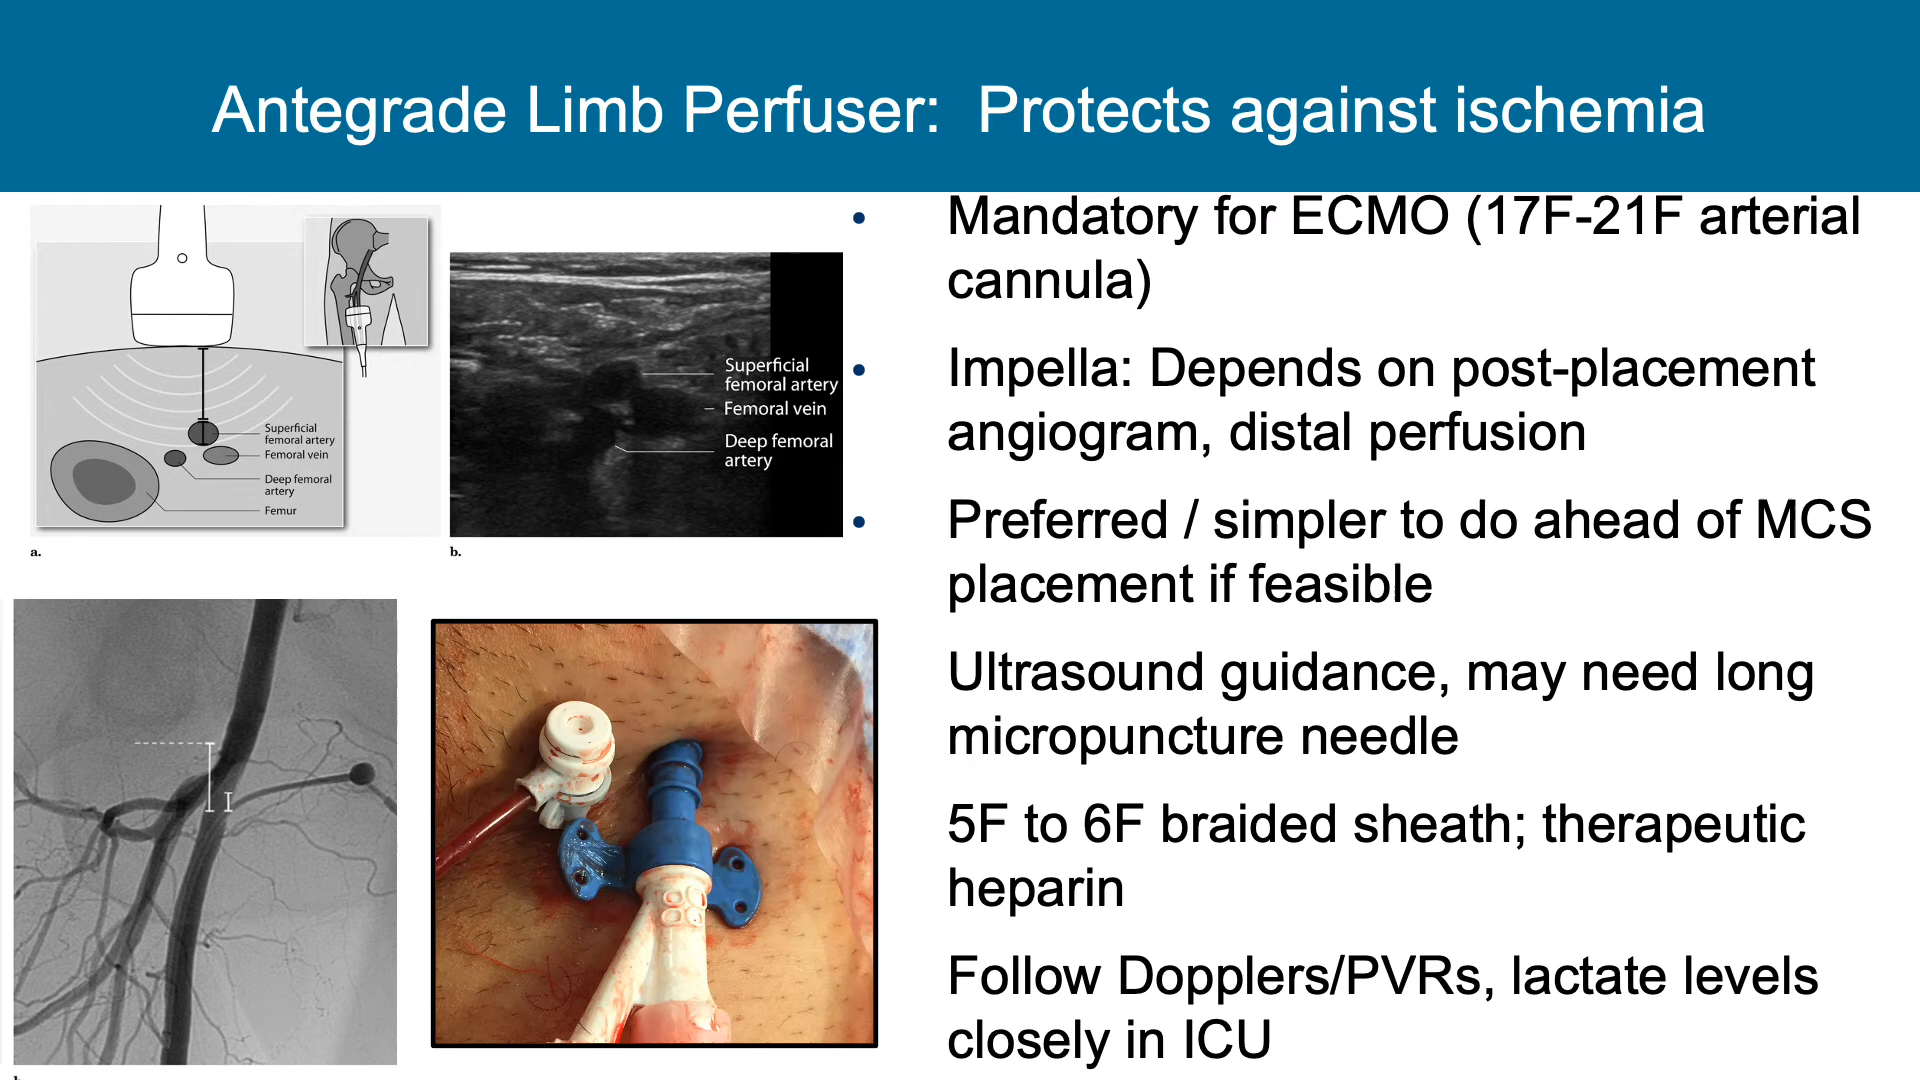 Antegrade Limb Perfuser:  Protects against ischemia
Superficial
femoral artery
Femoral vein
Deep femoral
artery
Femur
a.
Superficial
femoral artery
Femoral vein
Deep femoral
artery
b.
I
• Mandatory for ECMO (17F-21F arterial
cannula)
• Impella: Depends on post-placement
angiogram, distal perfusion
• Preferred / simpler to do ahead of MCS
placement if feasible
Ultrasound guidance, may need long
micropuncture needle
5F to 6F braided sheath; therapeutic
heparin
Follow Dopplers/PVRs, lactate levels
closely in ICU